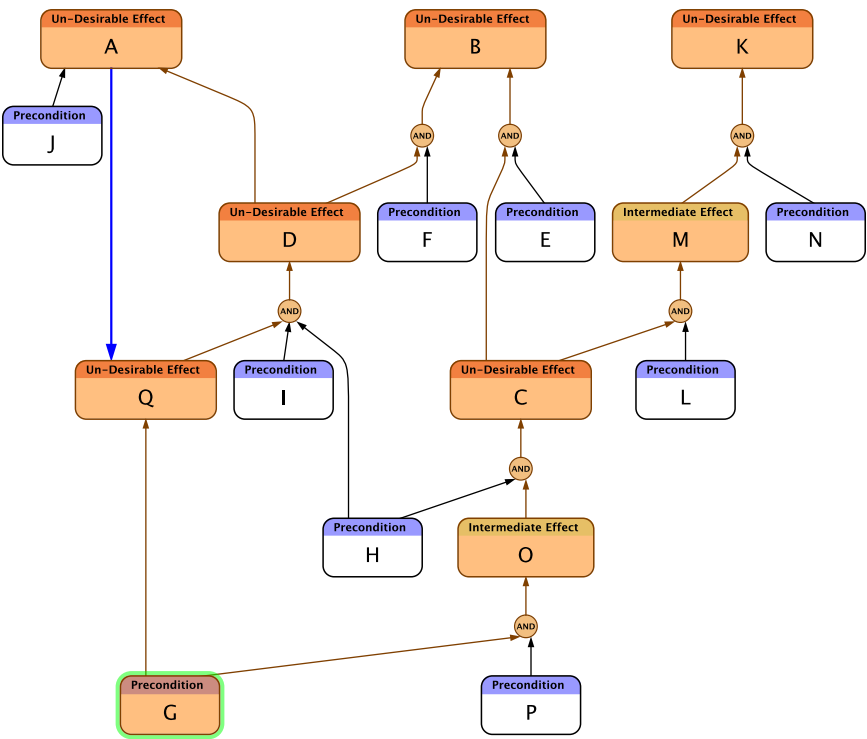 Un-Desirable Effect
A
Un-Desirable Effect
B
Un-Desirable Effect
K
Precondition
J
AND
AND
AND
Un-Desirable Effect
D
Precondition
F
Precondition
E
Intermediate Effect
M
Precondition
N
AND
AND
Un-Desirable Effect
Q
Precondition
I
Un-Desirable Effect
C
Precondition
L
AND
Precondition
H
Intermediate Effect
O
AND
Precondition
G
Precondition
P